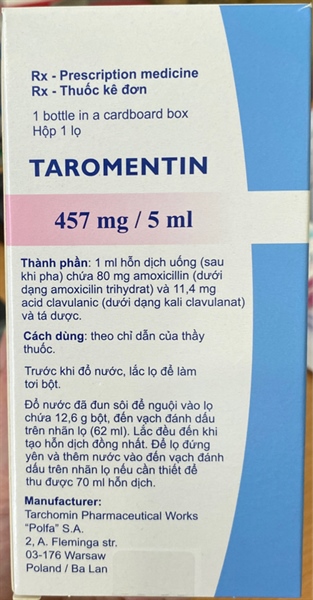 Rx - Prescription medicine
Rx - Thuốc kê đơn
1 bottle in a cardboard box
Hộp 1 lọ
TAROMENTIN
457 mg / 5 ml
Thành phần: 1 ml hỗn dịch uống (sau
khi pha) chứa 80 mg amoxicillin (dưới
dạng amoxicilin trihydrat) và 11,4 mg
acid clavulanic (dưới dạng kali clavulanat)
và tá dược.
Cách dùng: theo chỉ dẫn của thầy
thuốc.
Trước khi đổ nước, lắc lọ để làm
tơi bột.
Đổ nước đã đun sôi để nguội vào lọ
chứa 12,6 g bột, đến vạch đánh dấu
trên nhãn lọ (62 ml). Lắc đều đến khi
tạo hỗn dịch đồng nhất. Để lọ đứng
yên và thêm nước vào đến vạch đánh
dấu trên nhãn lọ nếu cần thiết để
thu được 70 ml hỗn dịch.
Manufacturer:
Tarchomin Pharmaceutical Works
"Polfa" S.A.
2, A. Fleminga str.
03-176 Warsaw
Poland / Ba Lan